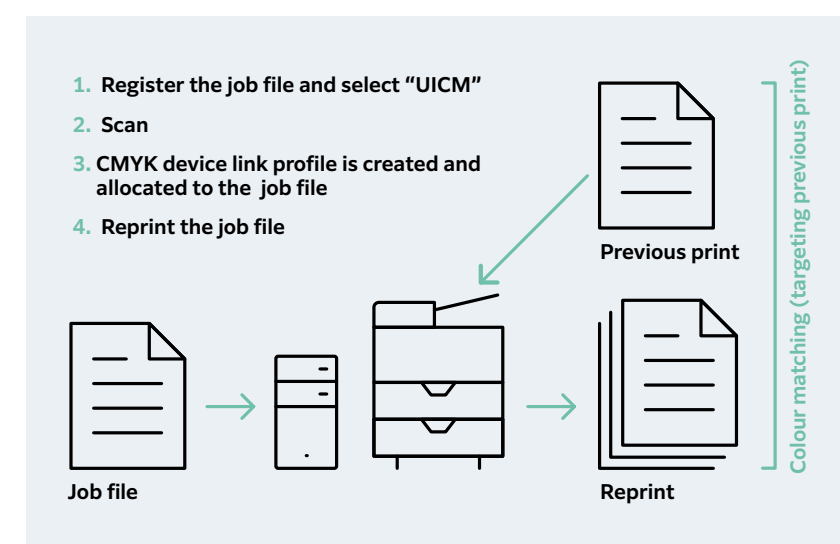 1. Register the job file and select “UICM”
2. Scan
3. CMYK device link profile is created and
allocated to the job file
4. Reprint the job file
Previous print
Colour matching (targeting previous print)
Job file
Reprint